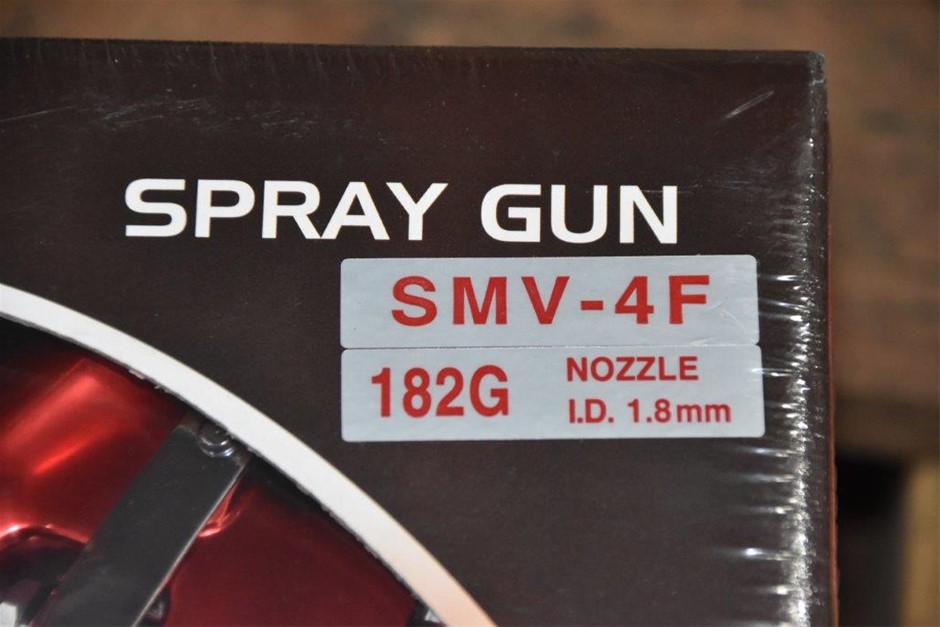 SPRAY GUN
SMV-4F
182G
NOZZLE
I.D. 1.8mm